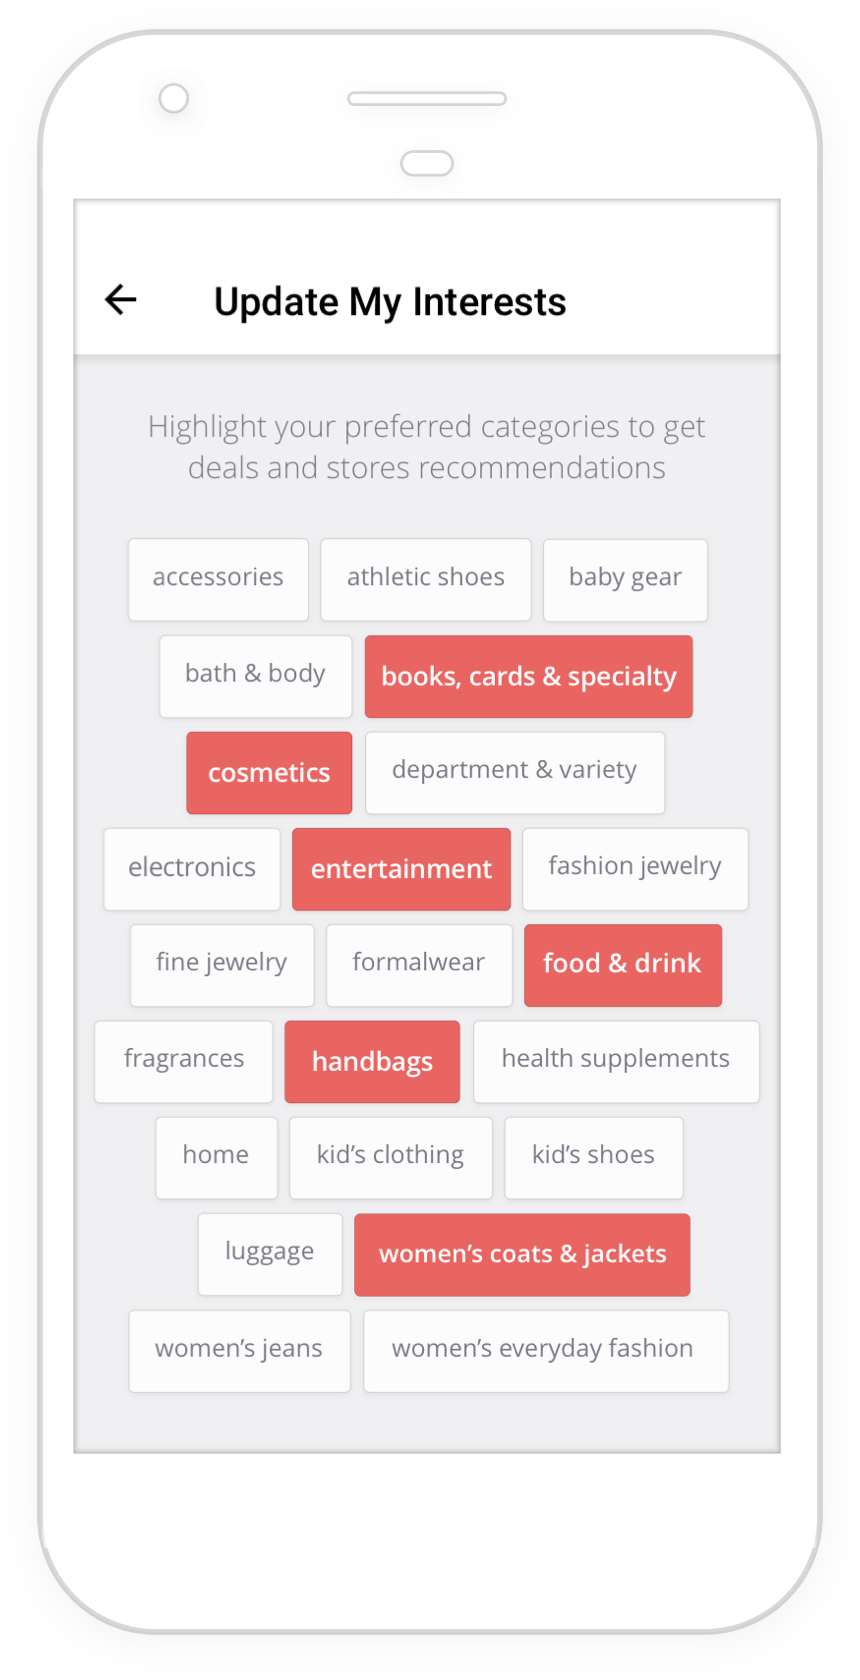 Update My Interests
Highlight your preferred categories to get
deals and stores recommendations
accessories athletic shoes baby gear
bath & body books, cards & specialty
cosmetics department & variety
electronics entertainment fashion jewelry
fine jewelry formalwear food & drink
fragrances handbags health supplements
home kid’s clothing kid’s shoes
luggage women’s coats & jackets
women’s jeans women’s everyday fashion